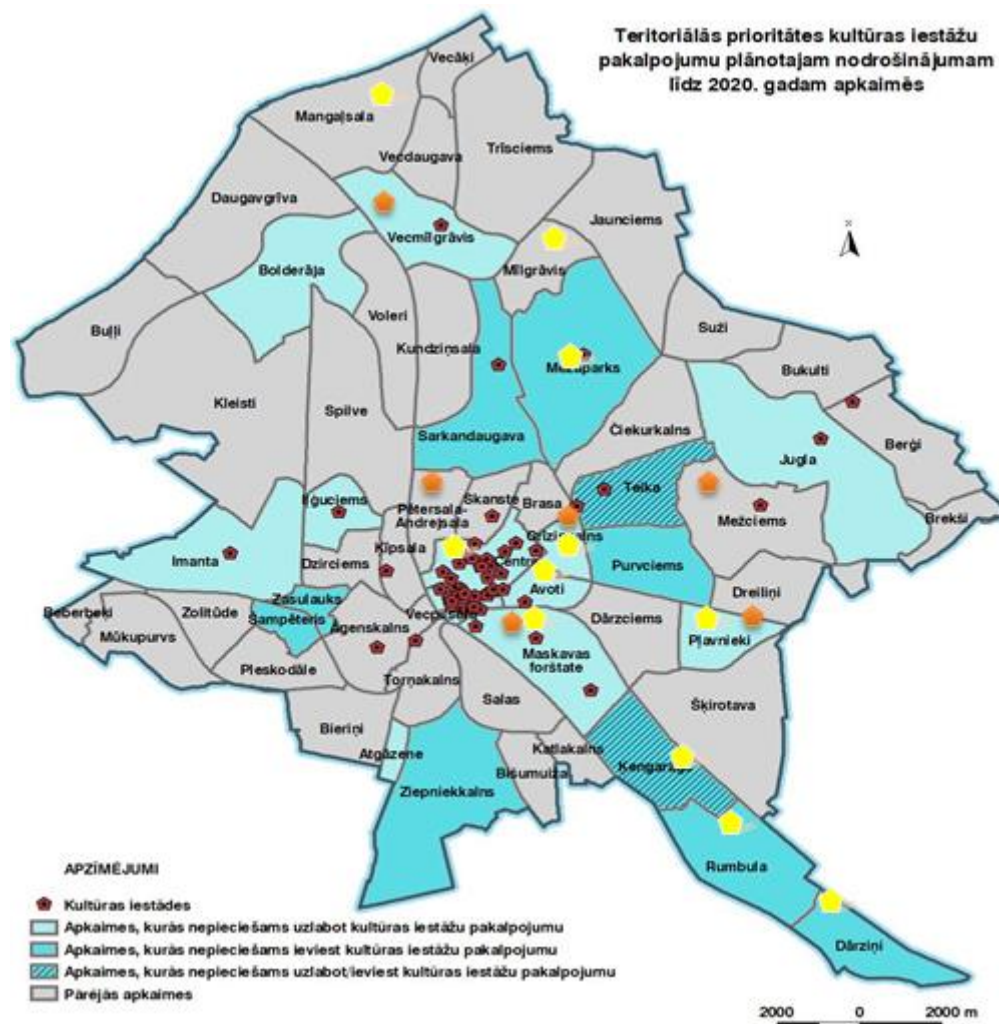 Teritoriālās prioritātes kultūras iestāžu
pakalpojumu plānotajam nodrošinājumam
līdz 2020. gadam apkaimēs
Vecāķi
Mangaļsala
Vecdaugava
Trīsciems
Daugavgrīva
Jaunciems
Vecmīlgrāvis
Mīlgrāvis
Bolderāja
Voleri
Suži
Buļļi
Kundziņsala
Mežaparks
Bukulti
Kleisti
Spilve
Čiekurkalns
Sarkandaugava
Jugla
Berģi
Iļģuciems
Pētersala-
Andrejsala
Skanste
Brasa
Teika
Mežciems
Brekši
Imanta
Dzirciems
Ķīpsala
Centrs
Grīziņkalns
Purvciems
Avoti
Dreiliņi
Beberbeķi
Zolitūde
Zasulauks
Šampēteris
Āgenskalns
Vecpilsēta
Dārzciems
Pļavnieki
Mūkupurvs
Pleskodāle
Torņakalns
Maskavas
forštate
Salas
Šķirotava
Bieriņi
Atgāzene
Katlakalns
Bišumuiža
Ķengarags
Ziepniekkalns
Rumbula
Dārziņi
APZĪMĒJUMI
Kultūras iestādes
Apkaimes, kurās nepieciešams uzlabot kultūras iestāžu pakalpojumu
Apkaimes, kurās nepieciešams ieviest kultūras iestāžu pakalpojumu
Apkaimes, kurās nepieciešams uzlabot/ieviest kultūras iestāžu pakalpojumu
Pārējās apkaimes
2000 0 2000 m